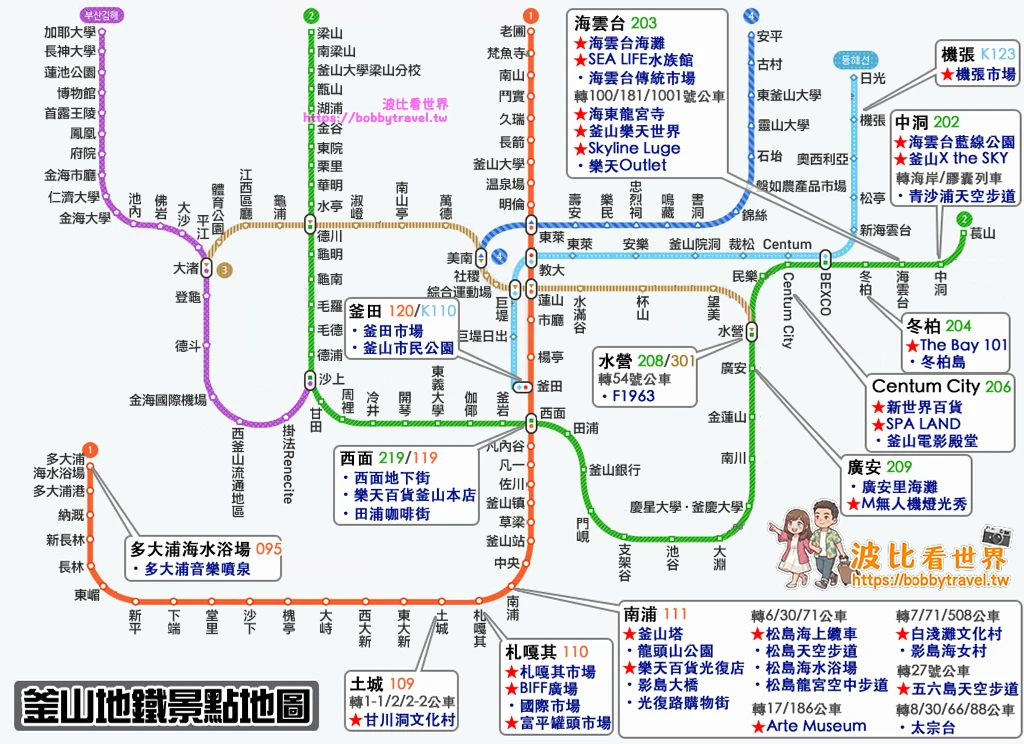 부산김해
加耶大學
長神大學
蓮池公園
博物館
首露王陵
鳳凰
府院
金海市廳
仁濟大學
金海大學
池內
佛岩
大沙
平江
大渚
登龜
德斗
金海國際機場
西釜山流通地區
掛法Renecite
2
梁山
南梁山
釜山大學梁山分校
甑山
湖浦
金谷
東院
栗里
華明
水亭
德川
龜明
龜南
毛羅
毛德
德浦
沙上
甘田
周裡
冷井
開琴
東義大學
伽倻
釜岩
西面
田浦
釜山銀行
門峴
支架谷
池谷
大淵
慶星大學·釜慶大學
南川
金蓮山
廣安
水營
民樂
Centum City
BEXCO
冬柏
海雲台
中洞
萇山
2
3
體育公園
江西區廳
龜浦
淑嶝
南山亭
萬德
美南
社稷
綜合運動場
巨堤
蓮山
水滿谷
杯山
望美
波比看世界
https://bobbytravel.tw
1
老圃
梵魚寺
南山
鬥實
久瑞
長箭
釜山大學
温泉場
明倫
東萊
教大
市廳
楊亭
釜田
凡內谷
凡一
佐川
釜山鎮
草梁
釜山站
中央
南浦
札嘎其
土城
東大新
西大新
大峙
槐亭
沙下
堂里
下端
新平
東嵋
長林
新長林
納溉
多大浦港
多大浦
海水浴場
1
4
安平
古村
東釜山大學
靈山大學
石坮
盤如農產品市場
錦絲
書洞
鳴藏
忠烈祠
樂民
壽安
4
동해선
日光
機張
奧西利亞
松亭
新海雲台
Centum
裁松
釜山院洞
安樂
東萊
巨堤日出
海雲台 203
★海雲台海灘
★SEA LIFE水族館
·海雲台傳統市場
轉100/181/1001號公車
★海東龍宮寺
★釜山樂天世界
★Skyline Luge
·樂天Outlet
機張 K123
★機張市場
中洞 202
★海雲台藍線公園
★釜山X the SKY
轉海岸/膠囊列車
·青沙浦天空步道
釜田 120/K110
·釜田市場
·釜山市民公園
水營 208/301
轉54號公車
·F1963
冬柏 204
★The Bay 101
·冬柏島
Centum City 206
★新世界百貨
★SPA LAND
·釜山電影殿堂
西面 219/119
·西面地下街
·樂天百貨釜山本店
·田浦咖啡街
廣安 209
·廣安里海灘
★M無人機燈光秀
多大浦海水浴場 095
·多大浦音樂噴泉
波比看世界
https://bobbytravel.tw
土城 109
轉1-1/2/2-2公車
★甘川洞文化村
札嘎其 110
★札嘎其市場
★BIFF廣場
·國際市場
★富平罐頭市場
南浦 111
★釜山塔
·龍頭山公園
★樂天百貨光復店
·影島大橋
·光復路購物街
轉6/30/71公車
★松島海上纜車
·松島天空步道
·松島海水浴場
·松島龍宮空中步道
轉17/186公車
★Arte Museum
轉7/71/508公車
★白淺灘文化村
·影島海女村
轉27號公車
★五六島天空步道
轉8/30/66/88公車
·太宗台
釜山地鐵景點地圖